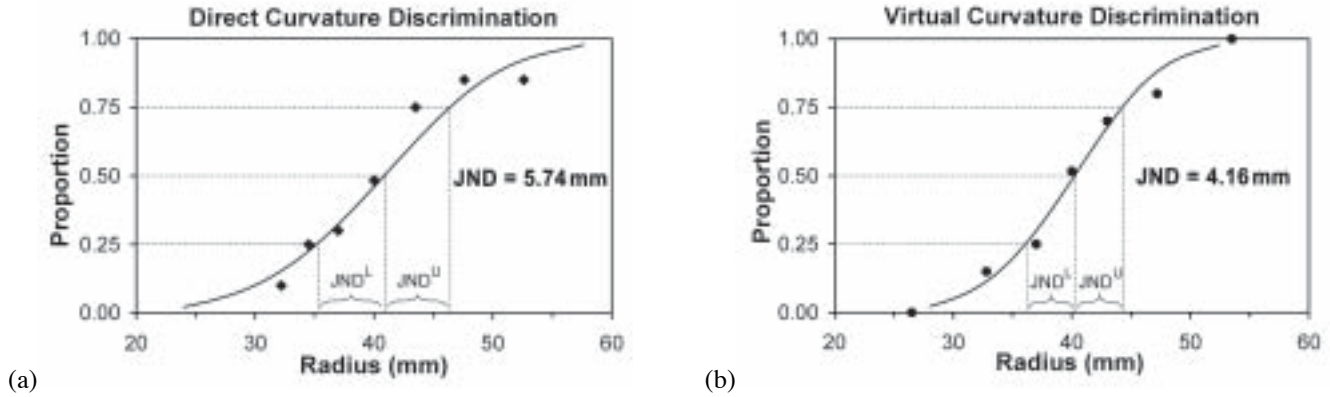 Direct Curvature Discrimination
1.00
0.75
0.50
0.25
0.00
Proportion
JND = 5.74 mm
JND^L
JND^U
20
30
40
50
60
Radius (mm)
(a)
Virtual Curvature Discrimination
1.00
0.75
0.50
0.25
0.00
Proportion
JND = 4.16 mm
JND^L
JND^U
20
30
40
50
60
Radius (mm)
(b)